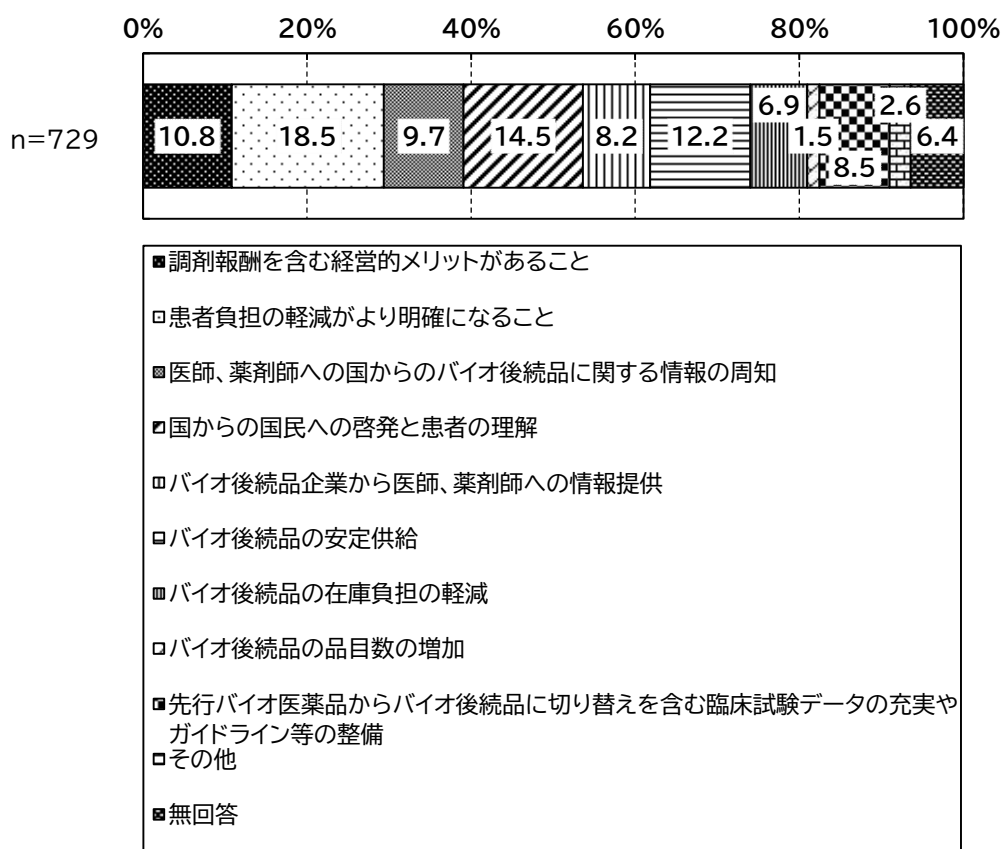 0% 20% 40% 60% 80% 100%
n=729
10.8 18.5 9.7 14.5 8.2 12.2 6.9 1.5 8.5 2.6 6.4
調剤報酬を含む経営的メリットがあること
患者負担の軽減がより明確になること
医師、薬剤師への国からのバイオ後続品に関する情報の周知
国からの国民への啓発と患者の理解
バイオ後続品企業から医師、薬剤師への情報提供
バイオ後続品の安定供給
バイオ後続品の在庫負担の軽減
バイオ後続品の品目数の増加
先行バイオ医薬品からバイオ後続品に切り替えを含む臨床試験データの充実や
ガイドライン等の整備
その他
無回答